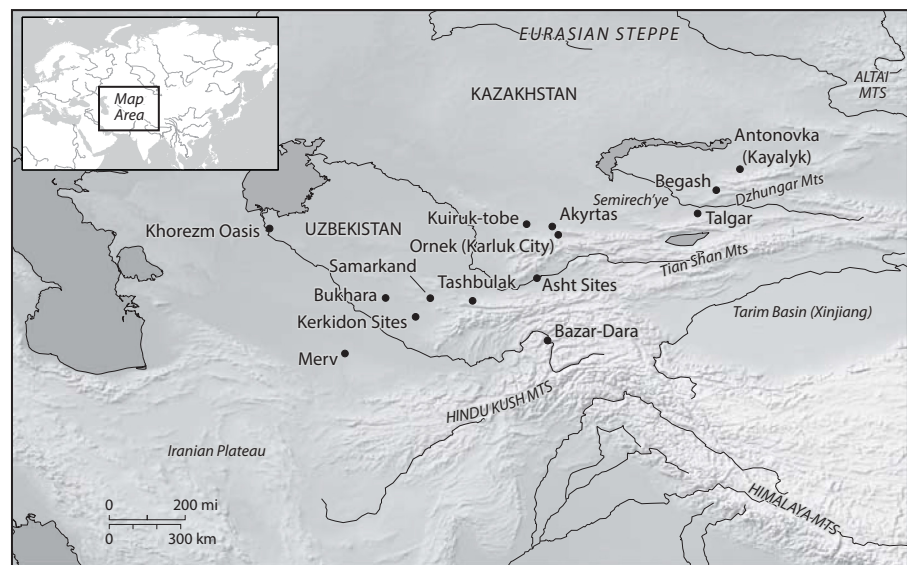 EURASIAN STEPPE
ALTAI
MTS
Map
Area
KAZAKHSTAN
Antonovka
(Kayalyk)
Begash
Dzhungar Mts
Semirech'ye
Talgar
Kuiruk-tobe
Akyrtas
Khorezm Oasis
UZBEKISTAN
Ornek (Karluk City)
Tian Shan Mts
Samarkand
Tashbulak
Asht Sites
Bukhara
Kerkidon Sites
Tarim Basin (Xinjiang)
Bazar-Dara
Merv
HINDU KUSH MTS
Iranian Plateau
HIMALAYA MTS
0 200 mi
0 300 km